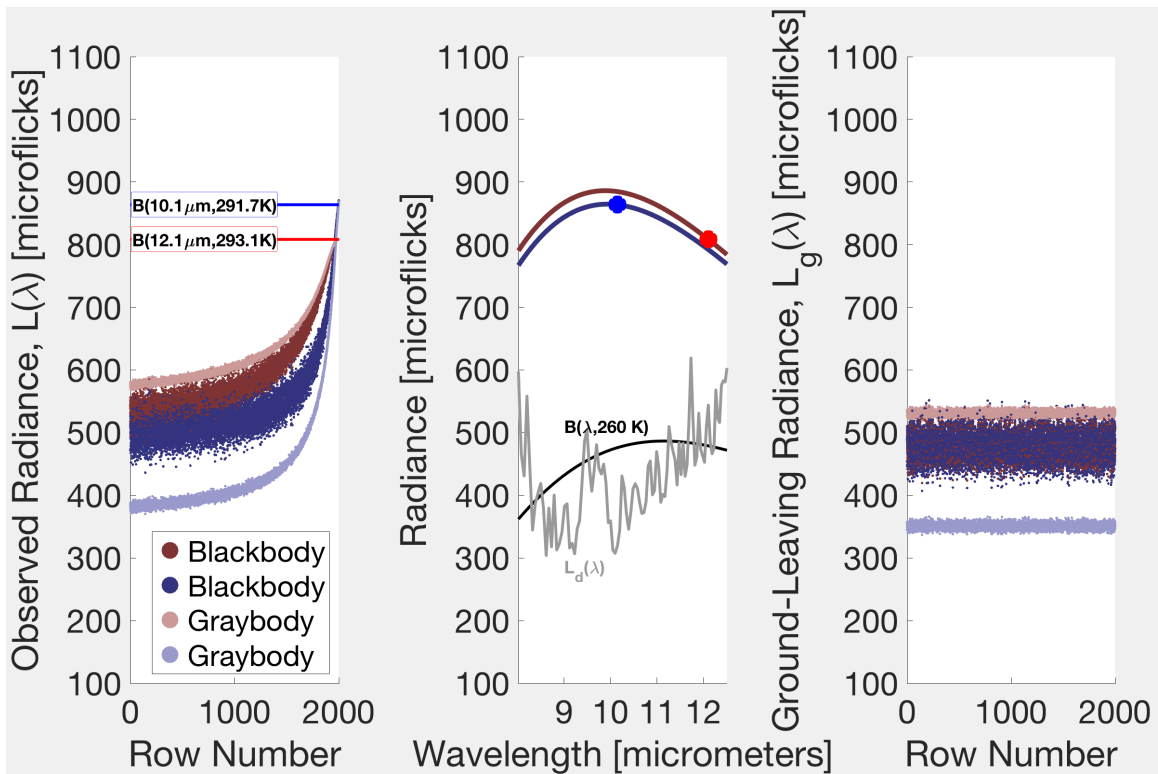 Observed Radiance, L(λ) [microflicks]
1100
1000
900
800
700
600
500
400
300
200
100
B(10.1μm,291.7K)
B(12.1μm,293.1K)
Blackbody
Blackbody
Graybody
Graybody
0 1000 2000
Row Number
Radiance [microflicks]
1100
1000
900
800
700
600
500
400
300
200
100
B(λ,260 K)
L_d(λ)
9 10 11 12
Wavelength [micrometers]
Ground-Leaving Radiance, L_g(λ) [microflicks]
1100
1000
900
800
700
600
500
400
300
200
100
0 1000 2000
Row Number